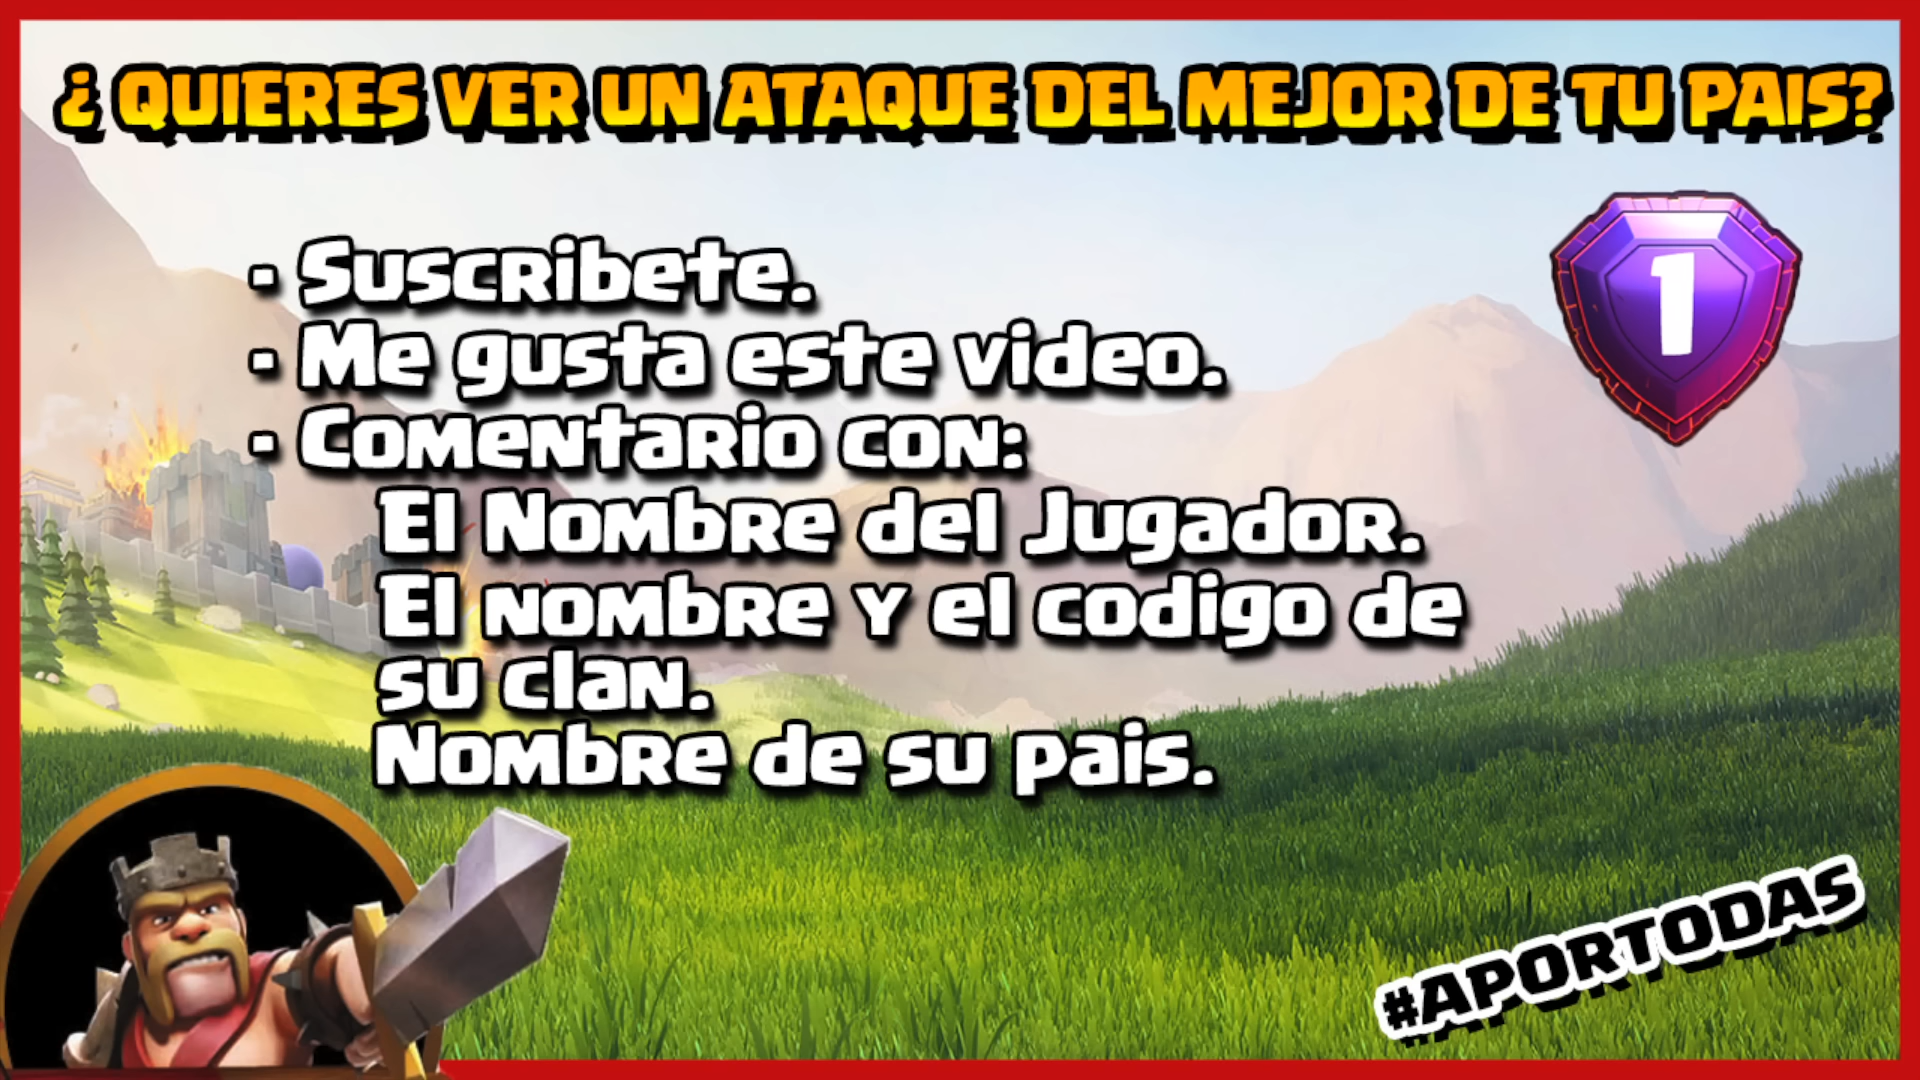 ¿ QUIERES VER UN ATAQUE DEL MEJOR DE TU PAIS?
1
- Suscribete.
- Me gusta este video.
- Comentario con:
El Nombre del Jugador.
El nombre y el codigo de
su clan.
Nombre de su pais.
#APORTODAS